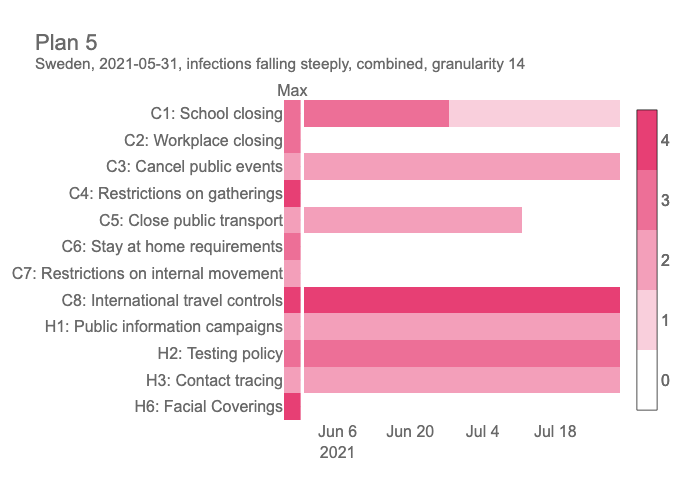 Plan 5
Sweden, 2021-05-31, infections falling steeply, combined, granularity 14
Max
C1: School closing
C2: Workplace closing
C3: Cancel public events
C4: Restrictions on gatherings
C5: Close public transport
C6: Stay at home requirements
C7: Restrictions on internal movement
C8: International travel controls
H1: Public information campaigns
H2: Testing policy
H3: Contact tracing
H6: Facial Coverings
4
3
2
1
0
Jun 6 Jun 20 Jul 4 Jul 18
2021